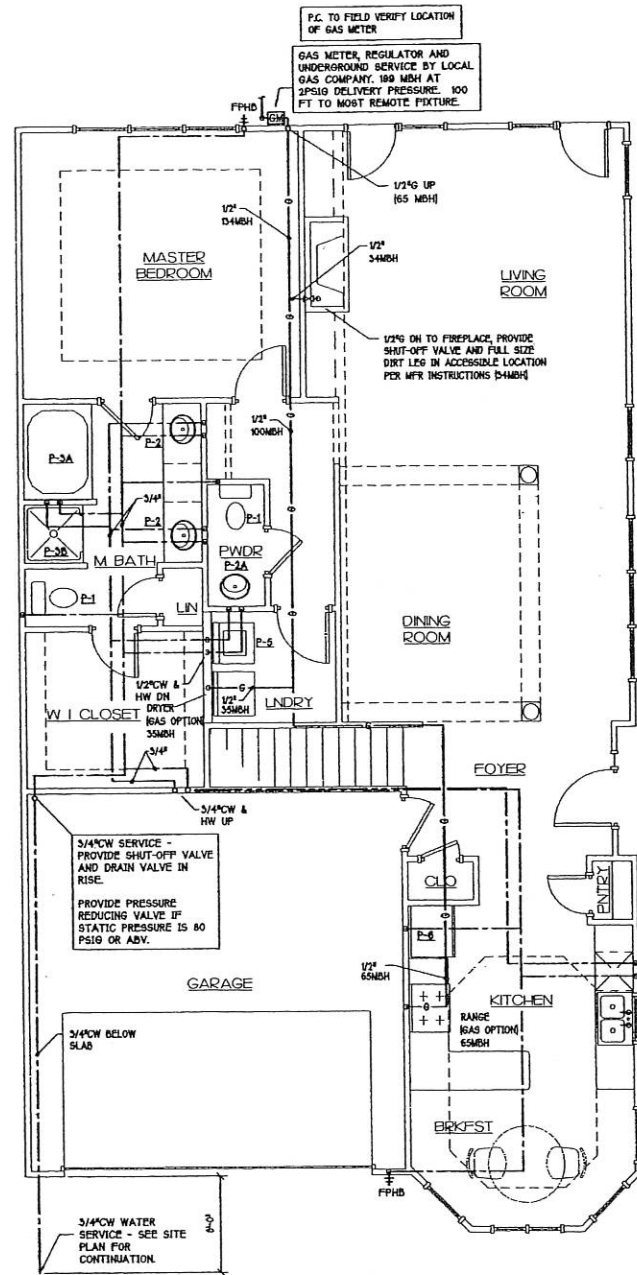 P.C. TO FIELD VERIFY LOCATION
OF GAS METER
GAS METER, REGULATOR AND
UNDERGROUND SERVICE BY LOCAL
GAS COMPANY. 199 MBH AT
2PSIG DELIVERY PRESSURE. 100
FT TO MOST REMOTE FIXTURE.
FPHB
GM
1/2"G UP
(65 MBH)
1/2"
134MBH
1/2"
34MBH
MASTER
BEDROOM
LIVING
ROOM
1/2"G DN TO FIREPLACE, PROVIDE
SHUT-OFF VALVE AND FULL SIZE
DIRT LEG IN ACCESSIBLE LOCATION
PER MFR INSTRUCTIONS (34MBH)
1/2"
100MBH
P-2
P-3A
3/4"
P-2
P-1
P-3B
M. BATH
PWDR
P-2A
P-1
LIN
DINING
ROOM
P-5
1/2"CW &
HW DN
DRYER
(GAS OPTION)
35MBH
G
1/2"
35MBH
LNDRY
W I CLOSET
3/4"
FOYER
3/4"CW &
HW UP
3/4"CW SERVICE -
PROVIDE SHUT-OFF VALVE
AND DRAIN VALVE IN
RISE.
PROVIDE PRESSURE
REDUCING VALVE IF
STATIC PRESSURE IS 80
PSIG OR ABV.
CLO
PNTRY
P-6
1/2"
65MBH
GARAGE
KITCHEN
G
RANGE
(GAS OPTION)
65MBH
3/4"CW BELOW
SLAB
BRKFST
FPHB
3/4"CW WATER
SERVICE - SEE SITE
PLAN FOR
CONTINUATION.